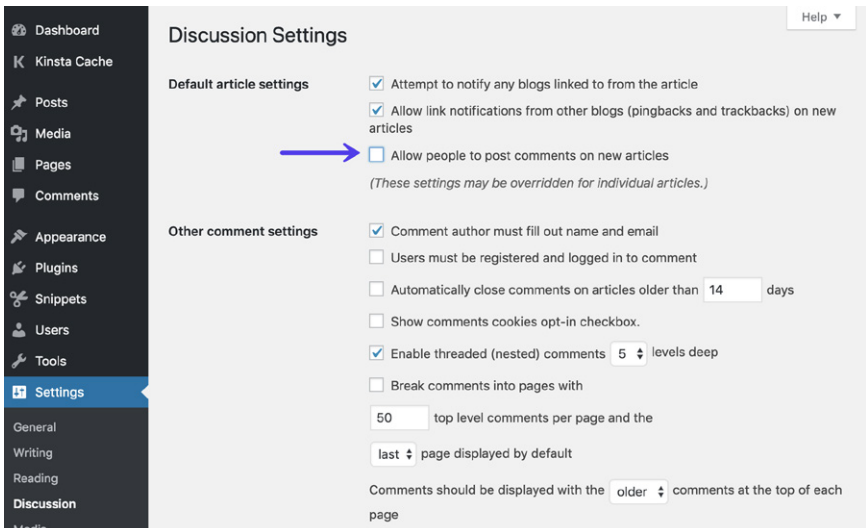 Help
Dashboard
Kinsta Cache
Posts
Media
Pages
Comments
Appearance
Plugins
Snippets
Users
Tools
Settings
General
Writing
Reading
Discussion
Media
Discussion Settings
Default article settings
Attempt to notify any blogs linked to from the article
Allow link notifications from other blogs (pingbacks and trackbacks) on new
articles
Allow people to post comments on new articles
(These settings may be overridden for individual articles.)
Other comment settings
Comment author must fill out name and email
Users must be registered and logged in to comment
Automatically close comments on articles older than 14 days
Show comments cookies opt-in checkbox.
Enable threaded (nested) comments 5 levels deep
Break comments into pages with
50 top level comments per page and the
last page displayed by default
Comments should be displayed with the older comments at the top of each
page